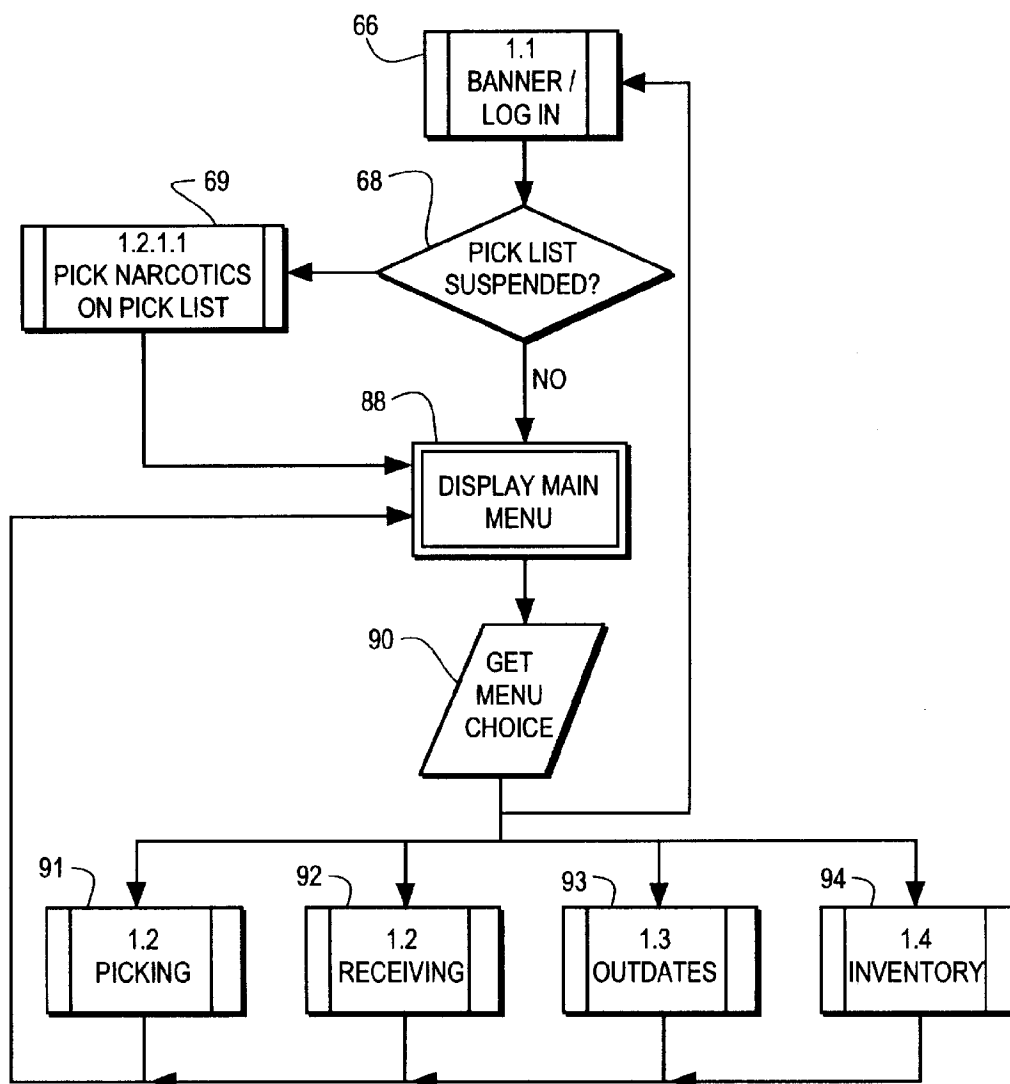 66
1.1
BANNER /
LOG IN
68
69
PICK LIST
SUSPENDED?
1.2.1.1
PICK NARCOTICS
ON PICK LIST
NO
88
DISPLAY MAIN
MENU
90
GET
MENU
CHOICE
91
92
93
94
1.2
PICKING
1.2
RECEIVING
1.3
OUTDATES
1.4
INVENTORY